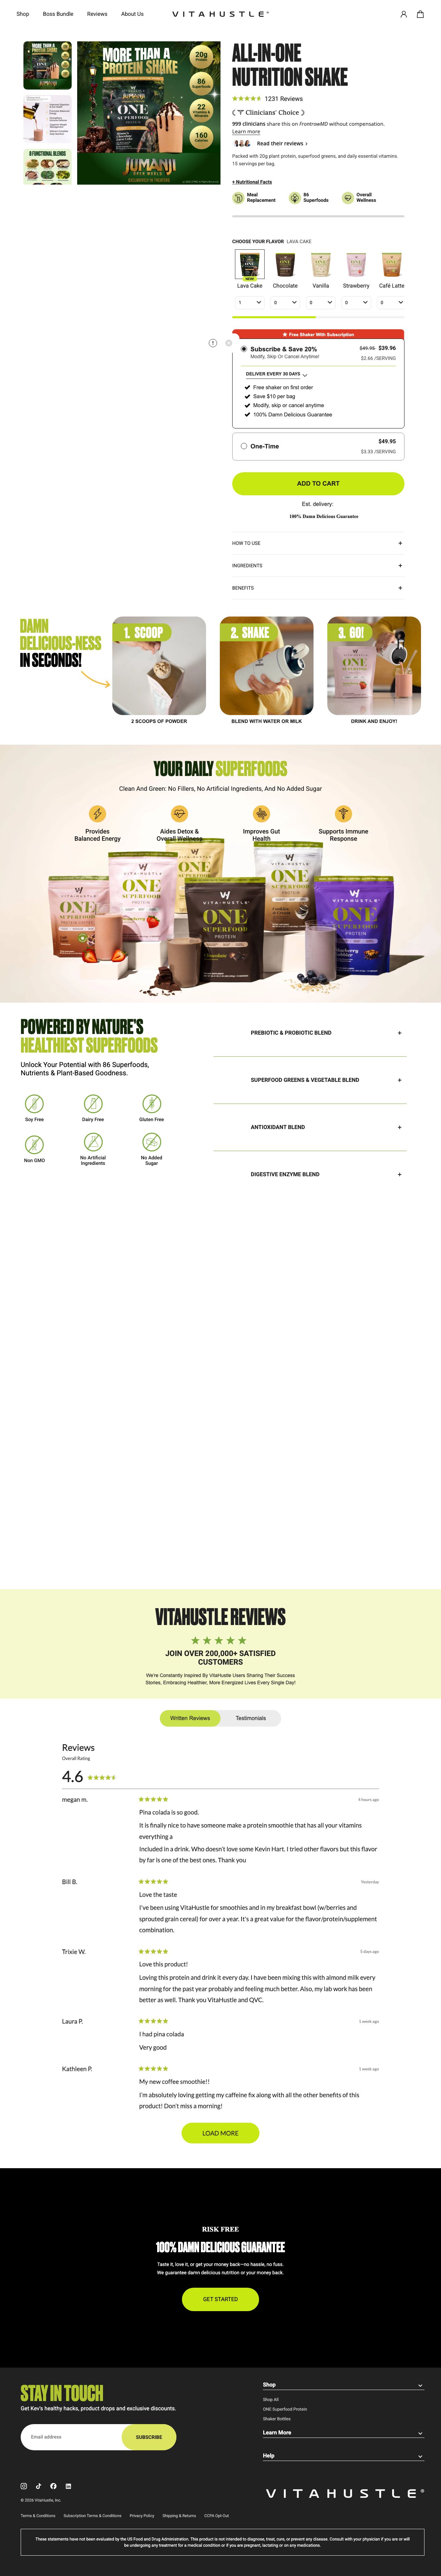 Shop
Boss Bundle
Reviews
About Us
VITAHUSTLE®
MORE THAN A
PROTEIN SHAKE
20g
86
Superfoods
22
160
Calories
ONE
SUPERFOOD
JUMANJI
8 FUNCTIONAL BLENDS
ALL-IN-ONE
NUTRITION SHAKE
1231 Reviews
Clinicians' Choice
999 clinicians share this on FrontrowMD without compensation.
Learn more
Read their reviews >
Packed with 20g plant protein, superfood greens, and daily essential vitamins.
15 servings per bag.
+ Nutritional Facts
Meal
Replacement
86
Superfoods
Overall
Wellness
CHOOSE YOUR FLAVOR LAVA CAKE
NEW
Lava Cake
Chocolate
Vanilla
Strawberry
Café Latte
1
0
0
0
0
Free Shaker With Subscription
Subscribe & Save 20%
$49.95 $39.96
Modify, Skip Or Cancel Anytime!
$2.66 /SERVING
DELIVER EVERY 30 DAYS
Free shaker on first order
Save $10 per bag
Modify, skip or cancel anytime
100% Damn Delicious Guarantee
One-Time
$49.95
$3.33 /SERVING
ADD TO CART
Est. delivery:
100% Damn Delicious Guarantee
HOW TO USE +
INGREDIENTS +
BENEFITS +
DAMN
DELICIOUS-NESS
IN SECONDS!
1. SCOOP
2 SCOOPS OF POWDER
2. SHAKE
BLEND WITH WATER OR MILK
3. GO!
DRINK AND ENJOY!
YOUR DAILY SUPERFOODS
Clean And Green: No Fillers, No Artificial Ingredients, And No Added Sugar
Provides
Balanced Energy
Aides Detox &
Overall Wellness
Improves Gut
Health
Supports Immune
Response
VITA·HUSTLE®
ONE
SUPERFOOD
PROTEIN
POWERED BY NATURE'S
HEALTHIEST SUPERFOODS
Unlock Your Potential with 86 Superfoods,
Nutrients & Plant-Based Goodness.
Soy Free
Dairy Free
Gluten Free
Non GMO
No Artificial
Ingredients
No Added
Sugar
PREBIOTIC & PROBIOTIC BLEND +
SUPERFOOD GREENS & VEGETABLE BLEND +
ANTIOXIDANT BLEND +
DIGESTIVE ENZYME BLEND +
VITAHUSTLE REVIEWS
JOIN OVER 200,000+ SATISFIED
CUSTOMERS
We're Constantly Inspired By VitaHustle Users Sharing Their Success
Stories, Embracing Healthier, More Energized Lives Every Single Day!
Written Reviews
Testimonials
Reviews
Overall Rating
4.6
megan m.
4 hours ago
Pina colada is so good.
It is finally nice to have someone make a protein smoothie that has all your vitamins
everything a
Included in a drink. Who doesn't love some Kevin Hart. I tried other flavors but this flavor
by far is one of the best ones. Thank you
Bill B.
Yesterday
Love the taste
I've been using VitaHustle for smoothies and in my breakfast bowl (w/berries and
sprouted grain cereal) for over a year. It's a great value for the flavor/protein/supplement
combination.
Trixie W.
5 days ago
Love this product!
Loving this protein and drink it every day. I have been mixing this with almond milk every
morning for the past year probably and feeling much better. Also, my lab work has been
better as well. Thank you VitaHustle and QVC.
Laura P.
1 week ago
I had pina colada
Very good
Kathleen P.
1 week ago
My new coffee smoothie!!
I'm absolutely loving getting my caffeine fix along with all the other benefits of this
product! Don't miss a morning!
LOAD MORE
RISK FREE
100% DAMN DELICIOUS GUARANTEE
Taste it, love it, or get your money back—no hassle, no fuss.
We guarantee damn delicious nutrition or your money back.
GET STARTED
STAY IN TOUCH
Get Kev's healthy hacks, product drops and exclusive discounts.
Email address
SUBSCRIBE
Shop
Shop All
ONE Superfood Protein
Shaker Bottles
Learn More
Help
© 2026 VitaHustle, Inc.
VITAHUSTLE®
Terms & Conditions
Subscription Terms & Conditions
Privacy Policy
Shipping & Returns
CCPA Opt-Out
These statements have not been evaluated by the US Food and Drug Administration. This product is not intended to diagnose, treat, cure, or prevent any disease. Consult with your physician if you are or will
be undergoing any treatment for a medical condition or if you are pregnant, lactating or on any medications.